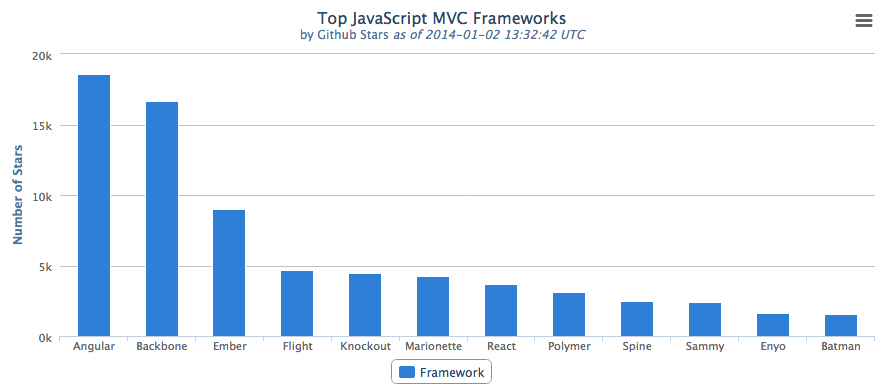 Top JavaScript MVC Frameworks
by Github Stars as of 2014-01-02 13:32:42 UTC
Number of Stars
20k
15k
10k
5k
0k
Angular Backbone Ember Flight Knockout Marionette React Polymer Spine Sammy Enyo Batman
Framework